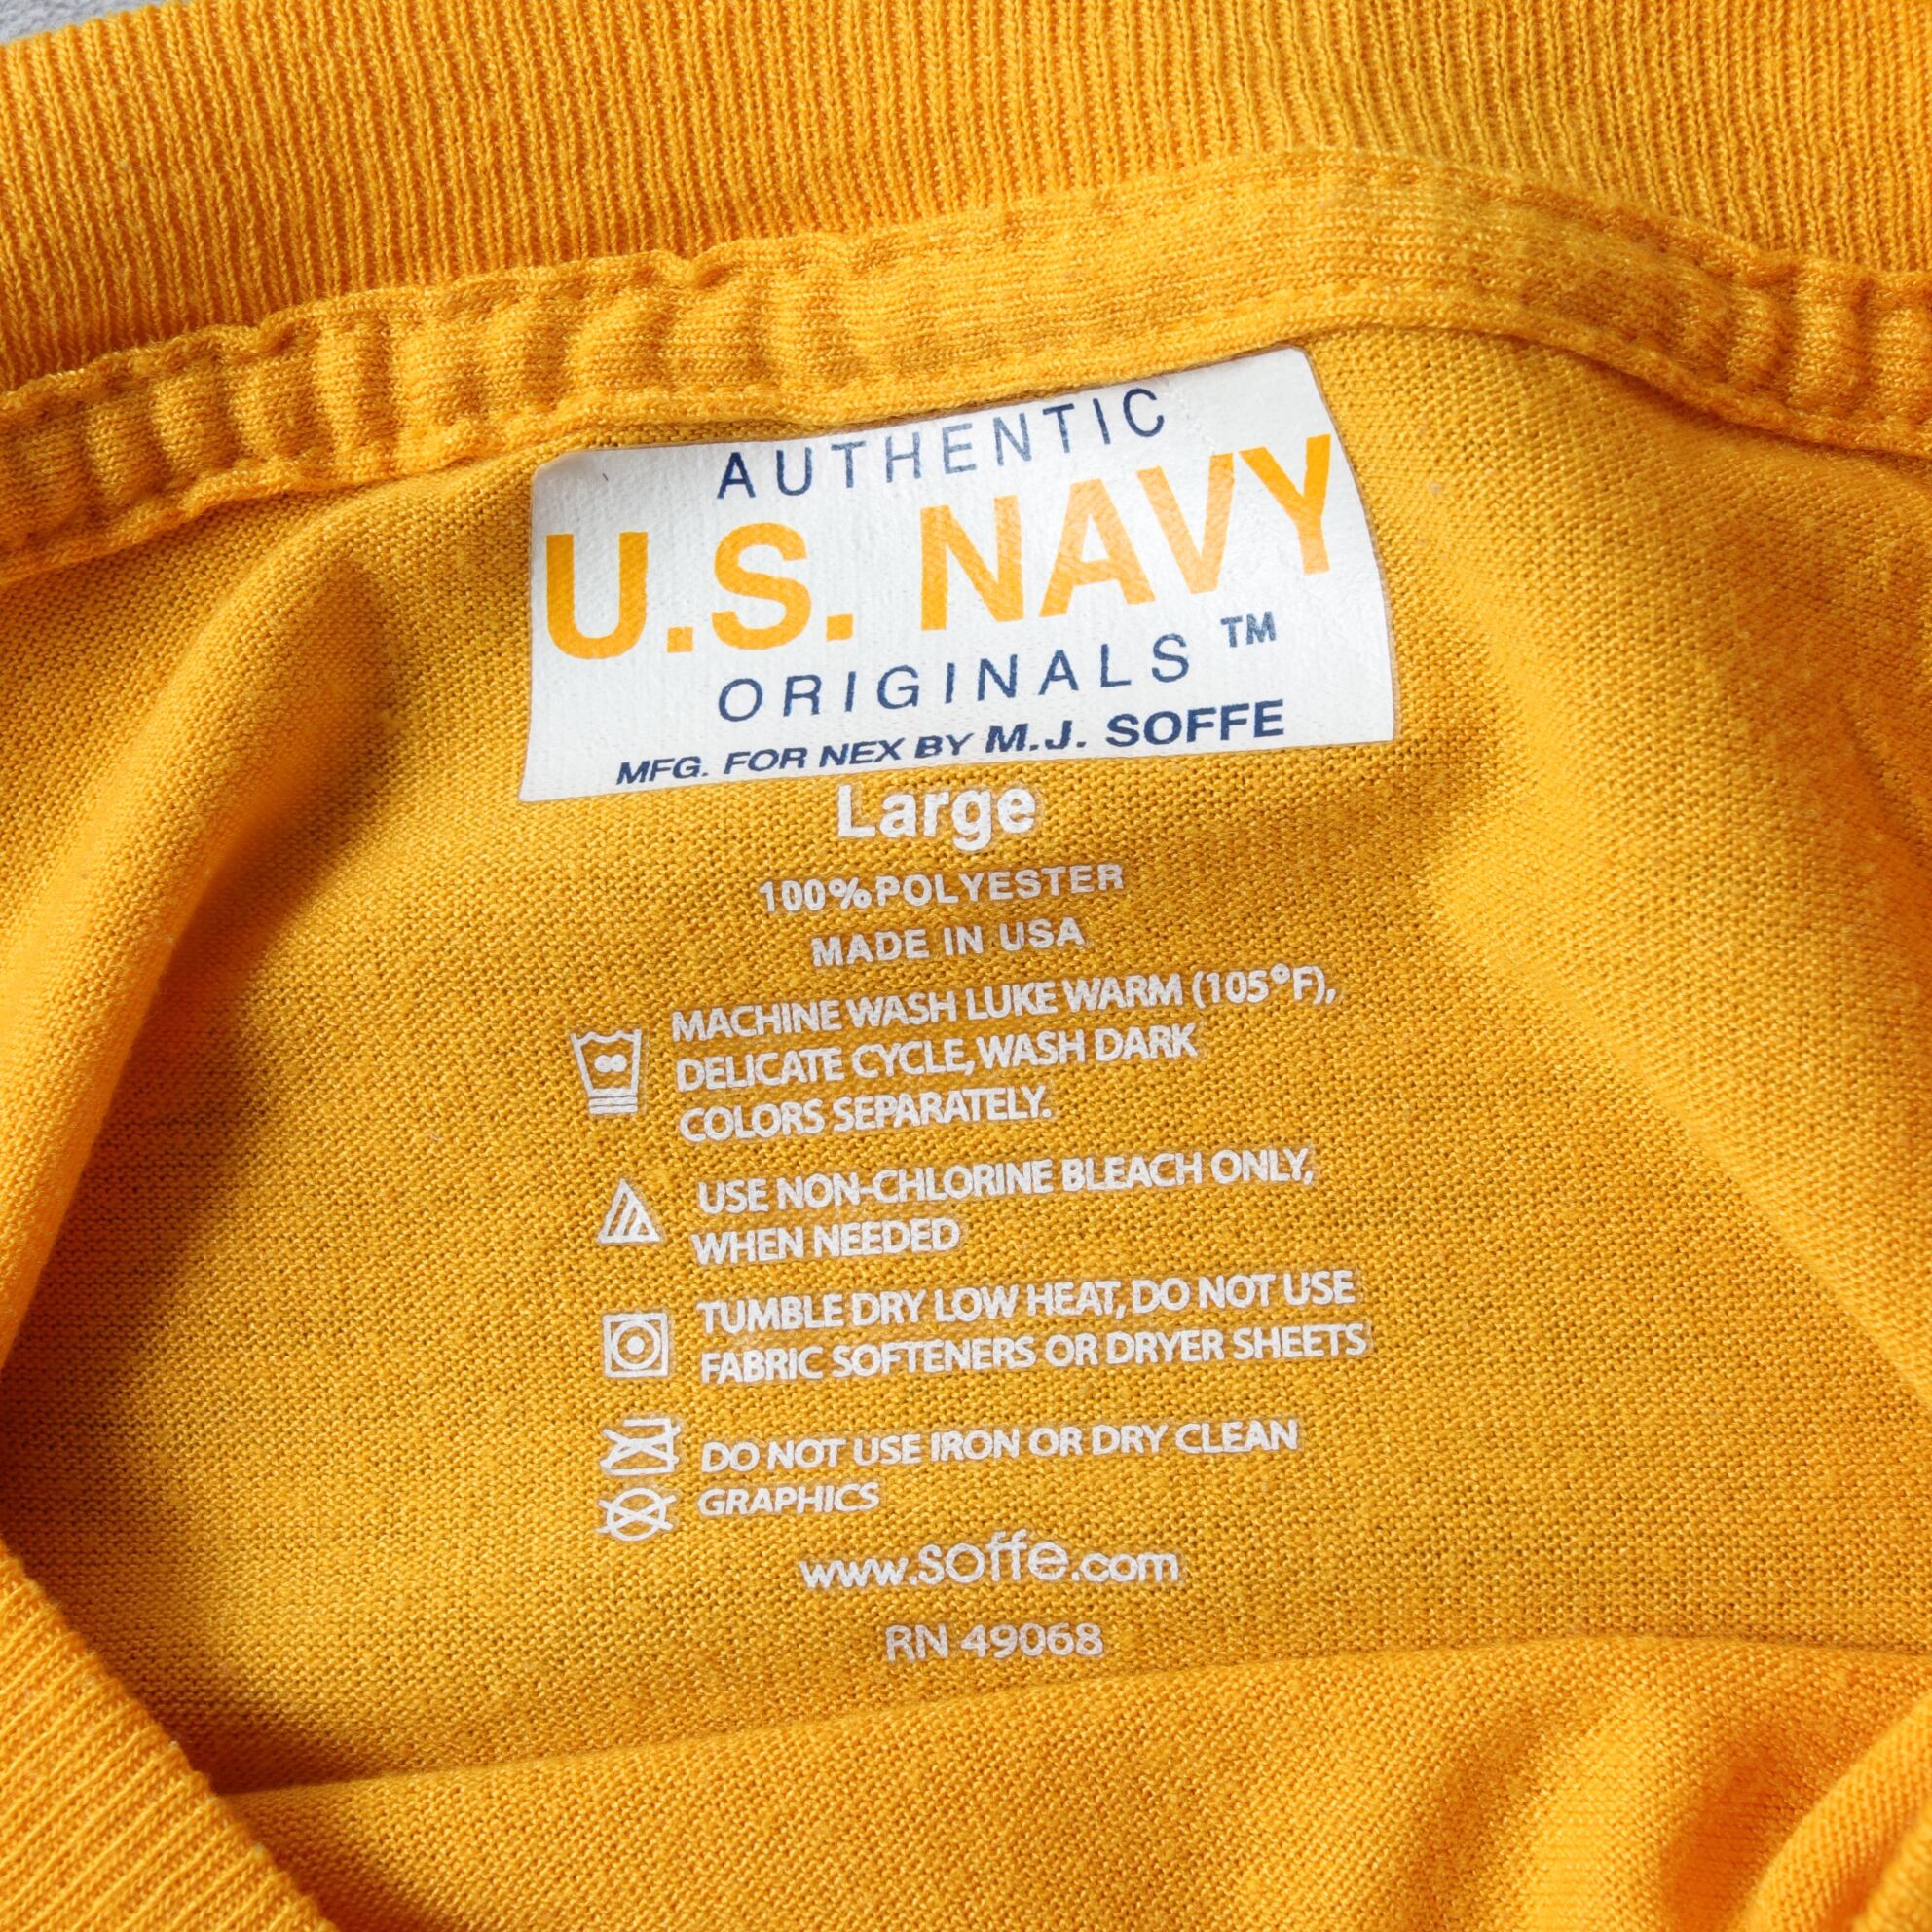 AUTHENTIC
U.S. NAVY
ORIGINALS ™
MFG. FOR NEX BY M.J. SOFFE
Large
100%POLYESTER
MADE IN USA
MACHINE WASH LUKE WARM (105°F),
DELICATE CYCLE, WASH DARK
COLORS SEPARATELY.
USE NON-CHLORINE BLEACH ONLY,
WHEN NEEDED
TUMBLE DRY LOW HEAT, DO NOT USE
FABRIC SOFTENERS OR DRYER SHEETS
DO NOT USE IRON OR DRY CLEAN
GRAPHICS
www.soffe.com
RN 49068